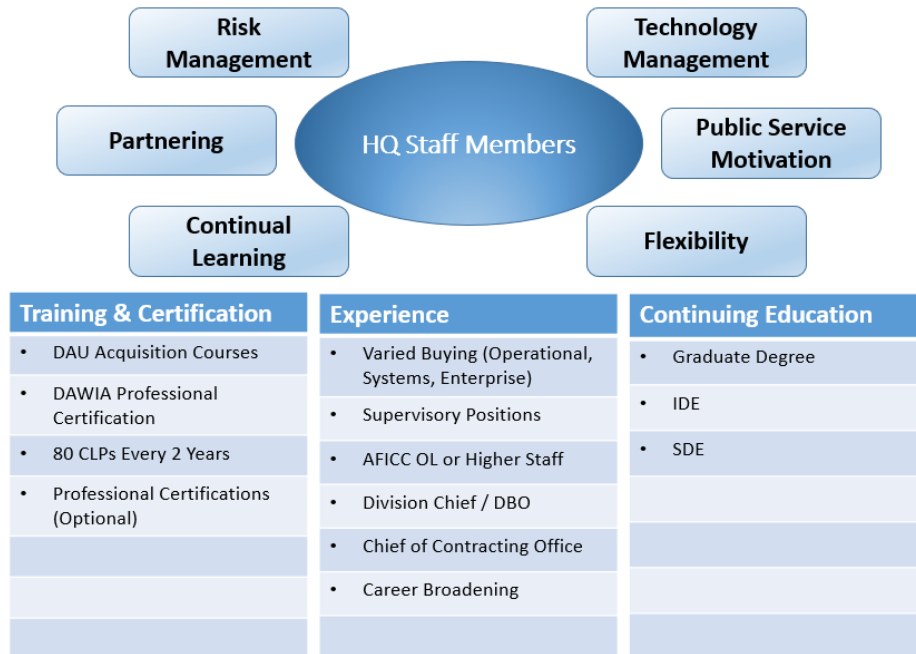 Risk
Management
Technology
Management
Partnering
HQ Staff Members
Public Service
Motivation
Continual
Learning
Flexibility
Training & Certification
• DAU Acquisition Courses
• DAWIA Professional
Certification
• 80 CLPs Every 2 Years
• Professional Certifications
(Optional)
Experience
• Varied Buying (Operational,
Systems, Enterprise)
• Supervisory Positions
• AFICC OL or Higher Staff
• Division Chief / DBO
• Chief of Contracting Office
• Career Broadening
Continuing Education
• Graduate Degree
• IDE
• SDE